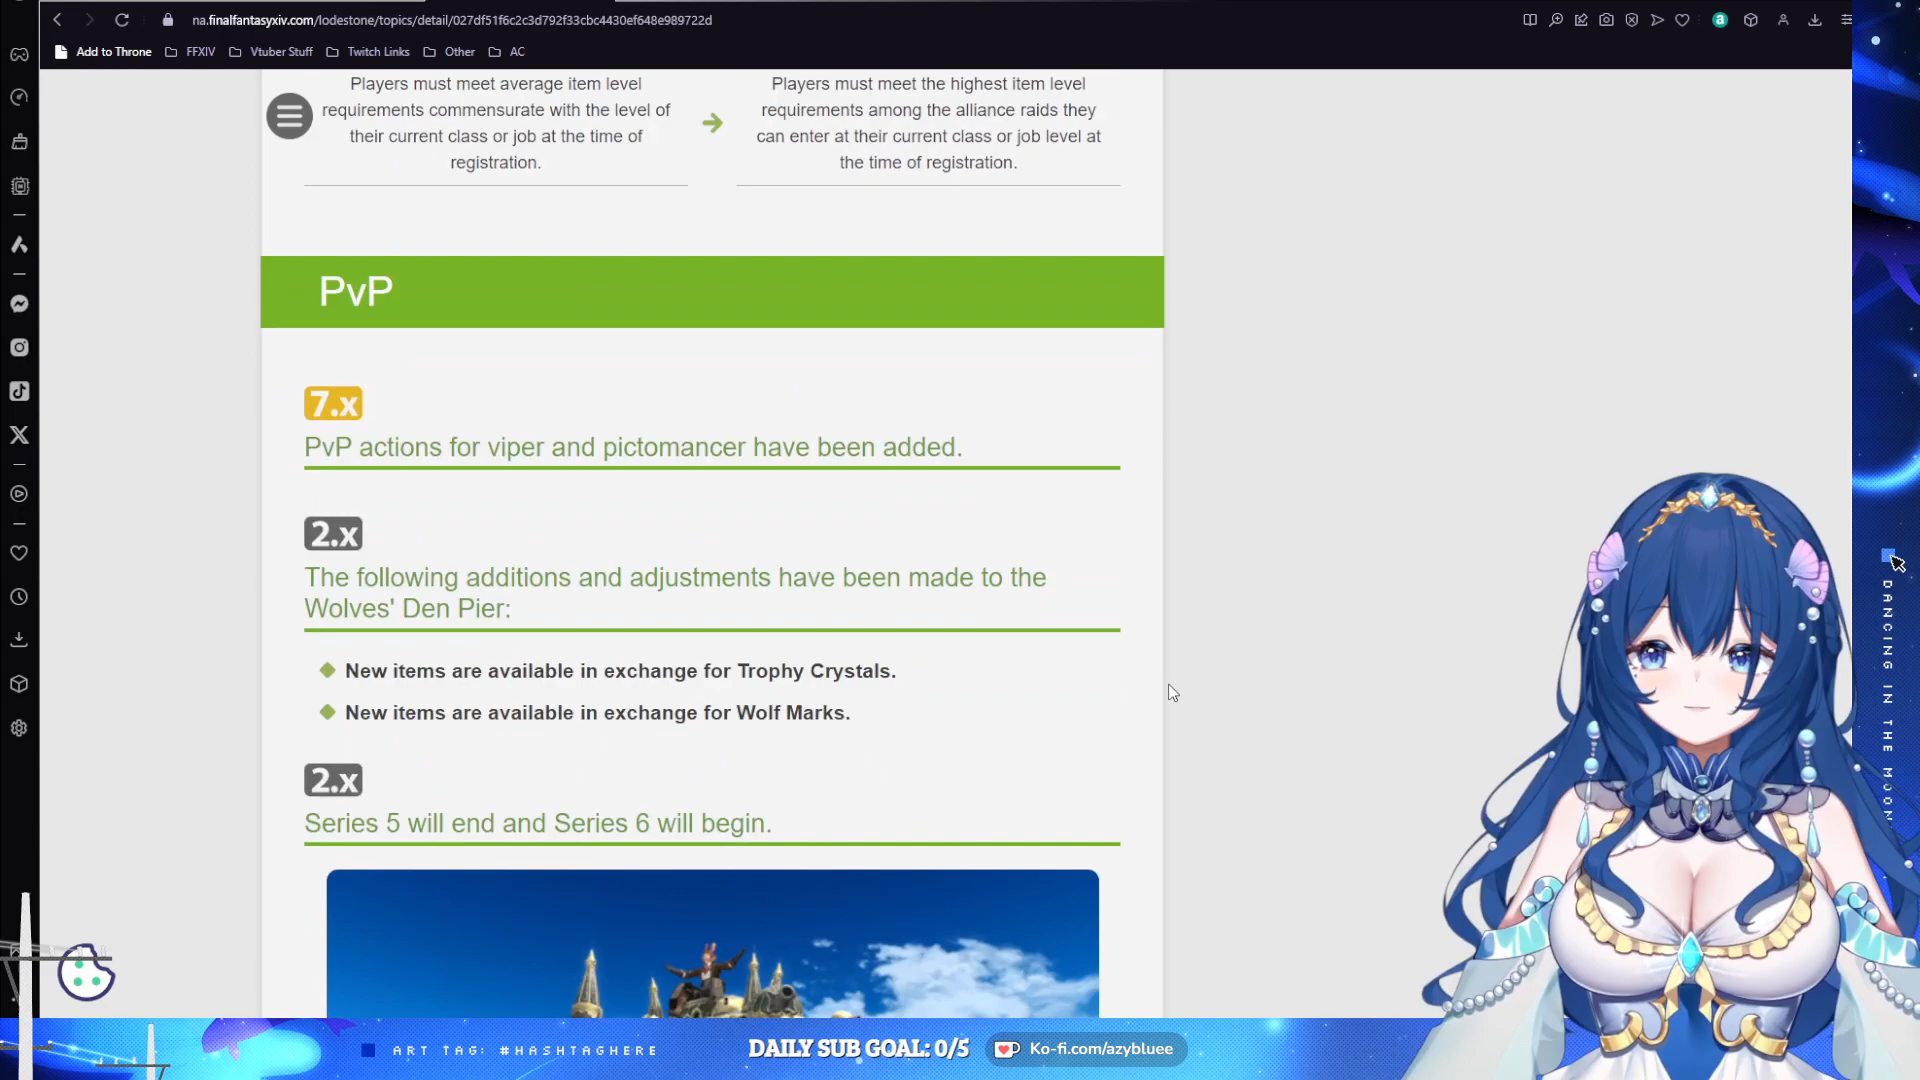 na.finalfantasyxiv.com/lodestone/topics/detail/027df51f6c2c3d792f33cbc4430ef648e989722d
Add to Throne
FFXIV
Vtuber Stuff
Twitch Links
Other
AC
Players must meet average item level
requirements commensurate with the level of
their current class or job at the time of
registration.
Players must meet the highest item level
requirements among the alliance raids they
can enter at their current class or job level at
the time of registration.
PvP
7.x
PvP actions for viper and pictomancer have been added.
2.x
The following additions and adjustments have been made to the
Wolves' Den Pier:
New items are available in exchange for Trophy Crystals.
New items are available in exchange for Wolf Marks.
2.x
Series 5 will end and Series 6 will begin.
DANCING IN THE MOON
ART TAG: #HASHTAGHERE
DAILY SUB GOAL: 0/5
Ko-fi.com/azybluee